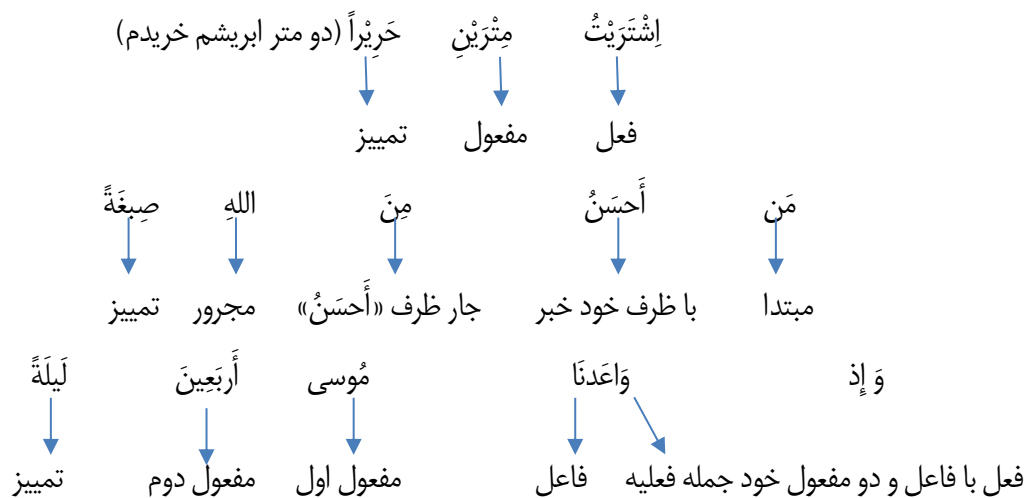 اِشْتَرَيْتُ مِتْرَيْنِ حَرِيْراً (دو متر ابریشم خریدم)
فعل مفعول تمییز
مَن أَحسَنُ مِنَ اللهِ صِبغَةً
مبتدا با ظرف خود خبر جار ظرف «أَحسَنُ» مجرور تمییز
وَ إِذ وَاعَدنَا مُوسی أَربَعِينَ لَيلَةً
فعل با فاعل و دو مفعول خود جمله فعلیه فاعل مفعول اول مفعول دوم تمییز